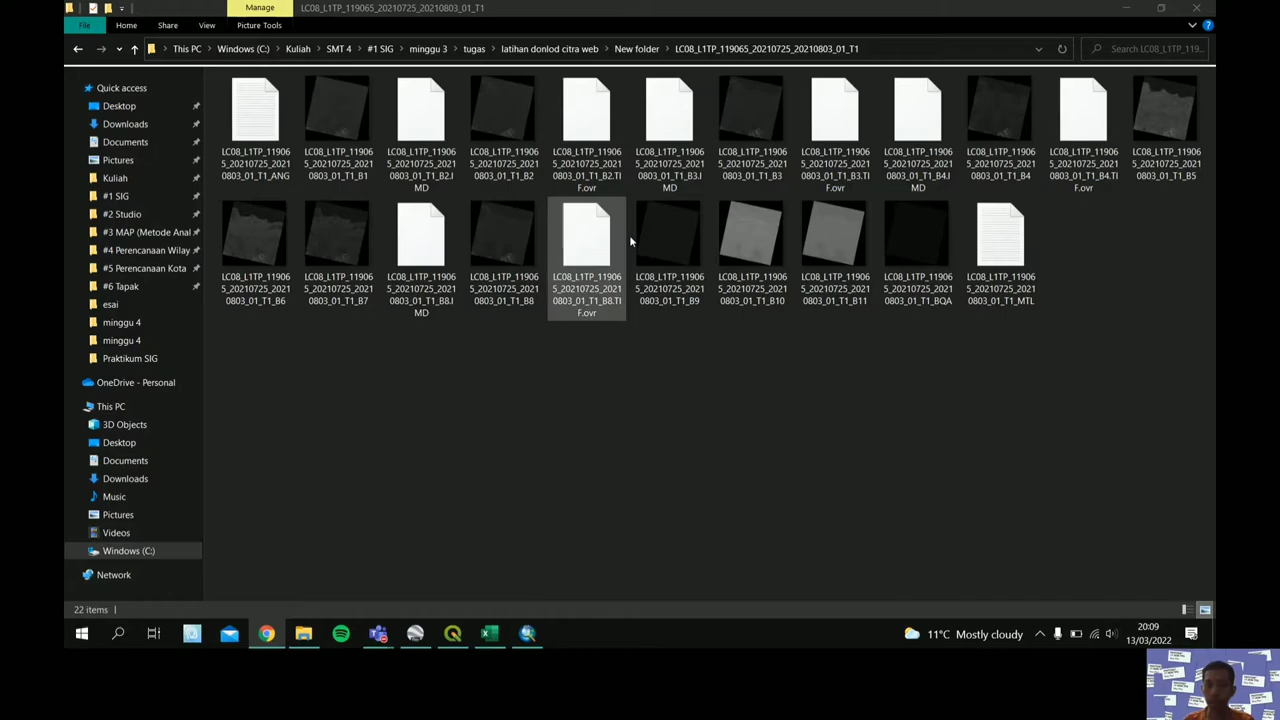 Manage
LC08_L1TP_119065_20210725_20210803_01_T1
File
Home
Share
View
Picture Tools
This PC
Windows (C:)
Kuliah
SMT 4
#1 SIG
minggu 3
tugas
latihan donlod citra web
New folder
LC08_L1TP_119065_20210725_20210803_01_T1
Search LC08_L1TP_119...
Quick access
Desktop
Downloads
Documents
Pictures
Kuliah
#1 SIG
#2 Studio
#3 MAP (Metode Anal
#4 Perencanaan Wilay
#5 Perencanaan Kota
#6 Tapak
esai
minggu 4
minggu 4
Praktikum SIG
OneDrive - Personal
This PC
3D Objects
Desktop
Documents
Downloads
Music
Pictures
Videos
Windows (C:)
Network
LC08_L1TP_11906
5_20210725_2021
0803_01_T1_ANG
LC08_L1TP_11906
5_20210725_2021
0803_01_T1_B1
LC08_L1TP_11906
5_20210725_2021
0803_01_T1_B2.I
MD
LC08_L1TP_11906
5_20210725_2021
0803_01_T1_B2
LC08_L1TP_11906
5_20210725_2021
0803_01_T1_B2.TI
F.ovr
LC08_L1TP_11906
5_20210725_2021
0803_01_T1_B3.I
MD
LC08_L1TP_11906
5_20210725_2021
0803_01_T1_B3
LC08_L1TP_11906
5_20210725_2021
0803_01_T1_B3.TI
F.ovr
LC08_L1TP_11906
5_20210725_2021
0803_01_T1_B4.I
MD
LC08_L1TP_11906
5_20210725_2021
0803_01_T1_B4
LC08_L1TP_11906
5_20210725_2021
0803_01_T1_B4.TI
F.ovr
LC08_L1TP_11906
5_20210725_2021
0803_01_T1_B5
LC08_L1TP_11906
5_20210725_2021
0803_01_T1_B6
LC08_L1TP_11906
5_20210725_2021
0803_01_T1_B7
LC08_L1TP_11906
5_20210725_2021
0803_01_T1_B8.I
MD
LC08_L1TP_11906
5_20210725_2021
0803_01_T1_B8
LC08_L1TP_11906
5_20210725_2021
0803_01_T1_B8.TI
F.ovr
LC08_L1TP_11906
5_20210725_2021
0803_01_T1_B9
LC08_L1TP_11906
5_20210725_2021
0803_01_T1_B10
LC08_L1TP_11906
5_20210725_2021
0803_01_T1_B11
LC08_L1TP_11906
5_20210725_2021
0803_01_T1_BQA
LC08_L1TP_11906
5_20210725_2021
0803_01_T1_MTL
22 items
11°C Mostly cloudy
20:09
13/03/2022